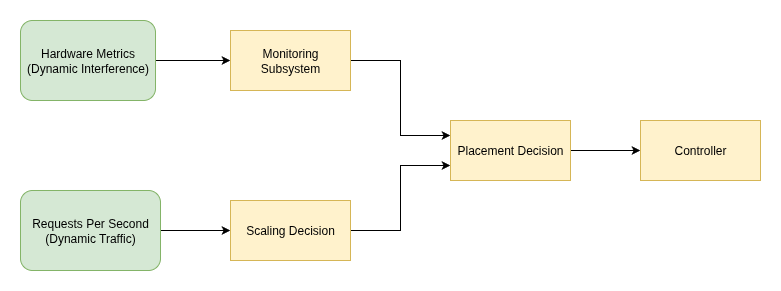 Hardware Metrics
(Dynamic Interference)
Monitoring
Subsystem
Placement Decision
Controller
Requests Per Second
(Dynamic Traffic)
Scaling Decision